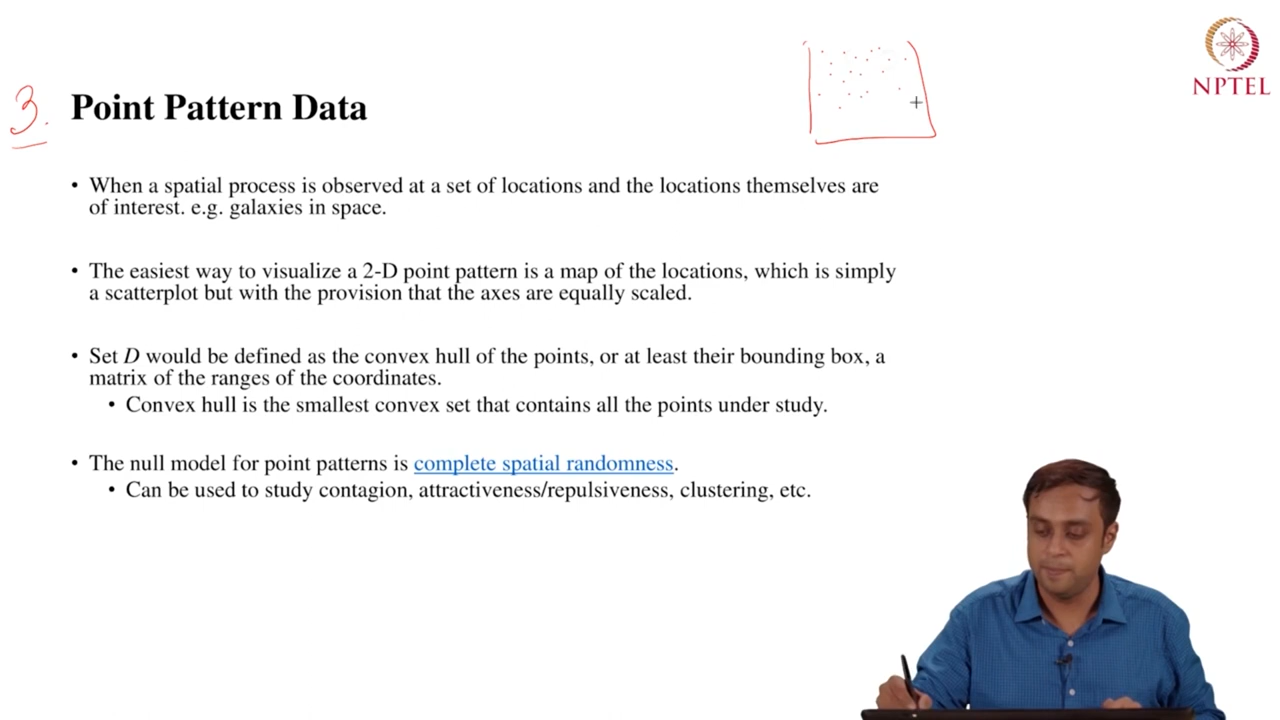 NPTEL
3. Point Pattern Data
• When a spatial process is observed at a set of locations and the locations themselves are
of interest. e.g. galaxies in space.
• The easiest way to visualize a 2-D point pattern is a map of the locations, which is simply
a scatterplot but with the provision that the axes are equally scaled.
• Set D would be defined as the convex hull of the points, or at least their bounding box, a
matrix of the ranges of the coordinates.
• Convex hull is the smallest convex set that contains all the points under study.
• The null model for point patterns is complete spatial randomness.
• Can be used to study contagion, attractiveness/repulsiveness, clustering, etc.